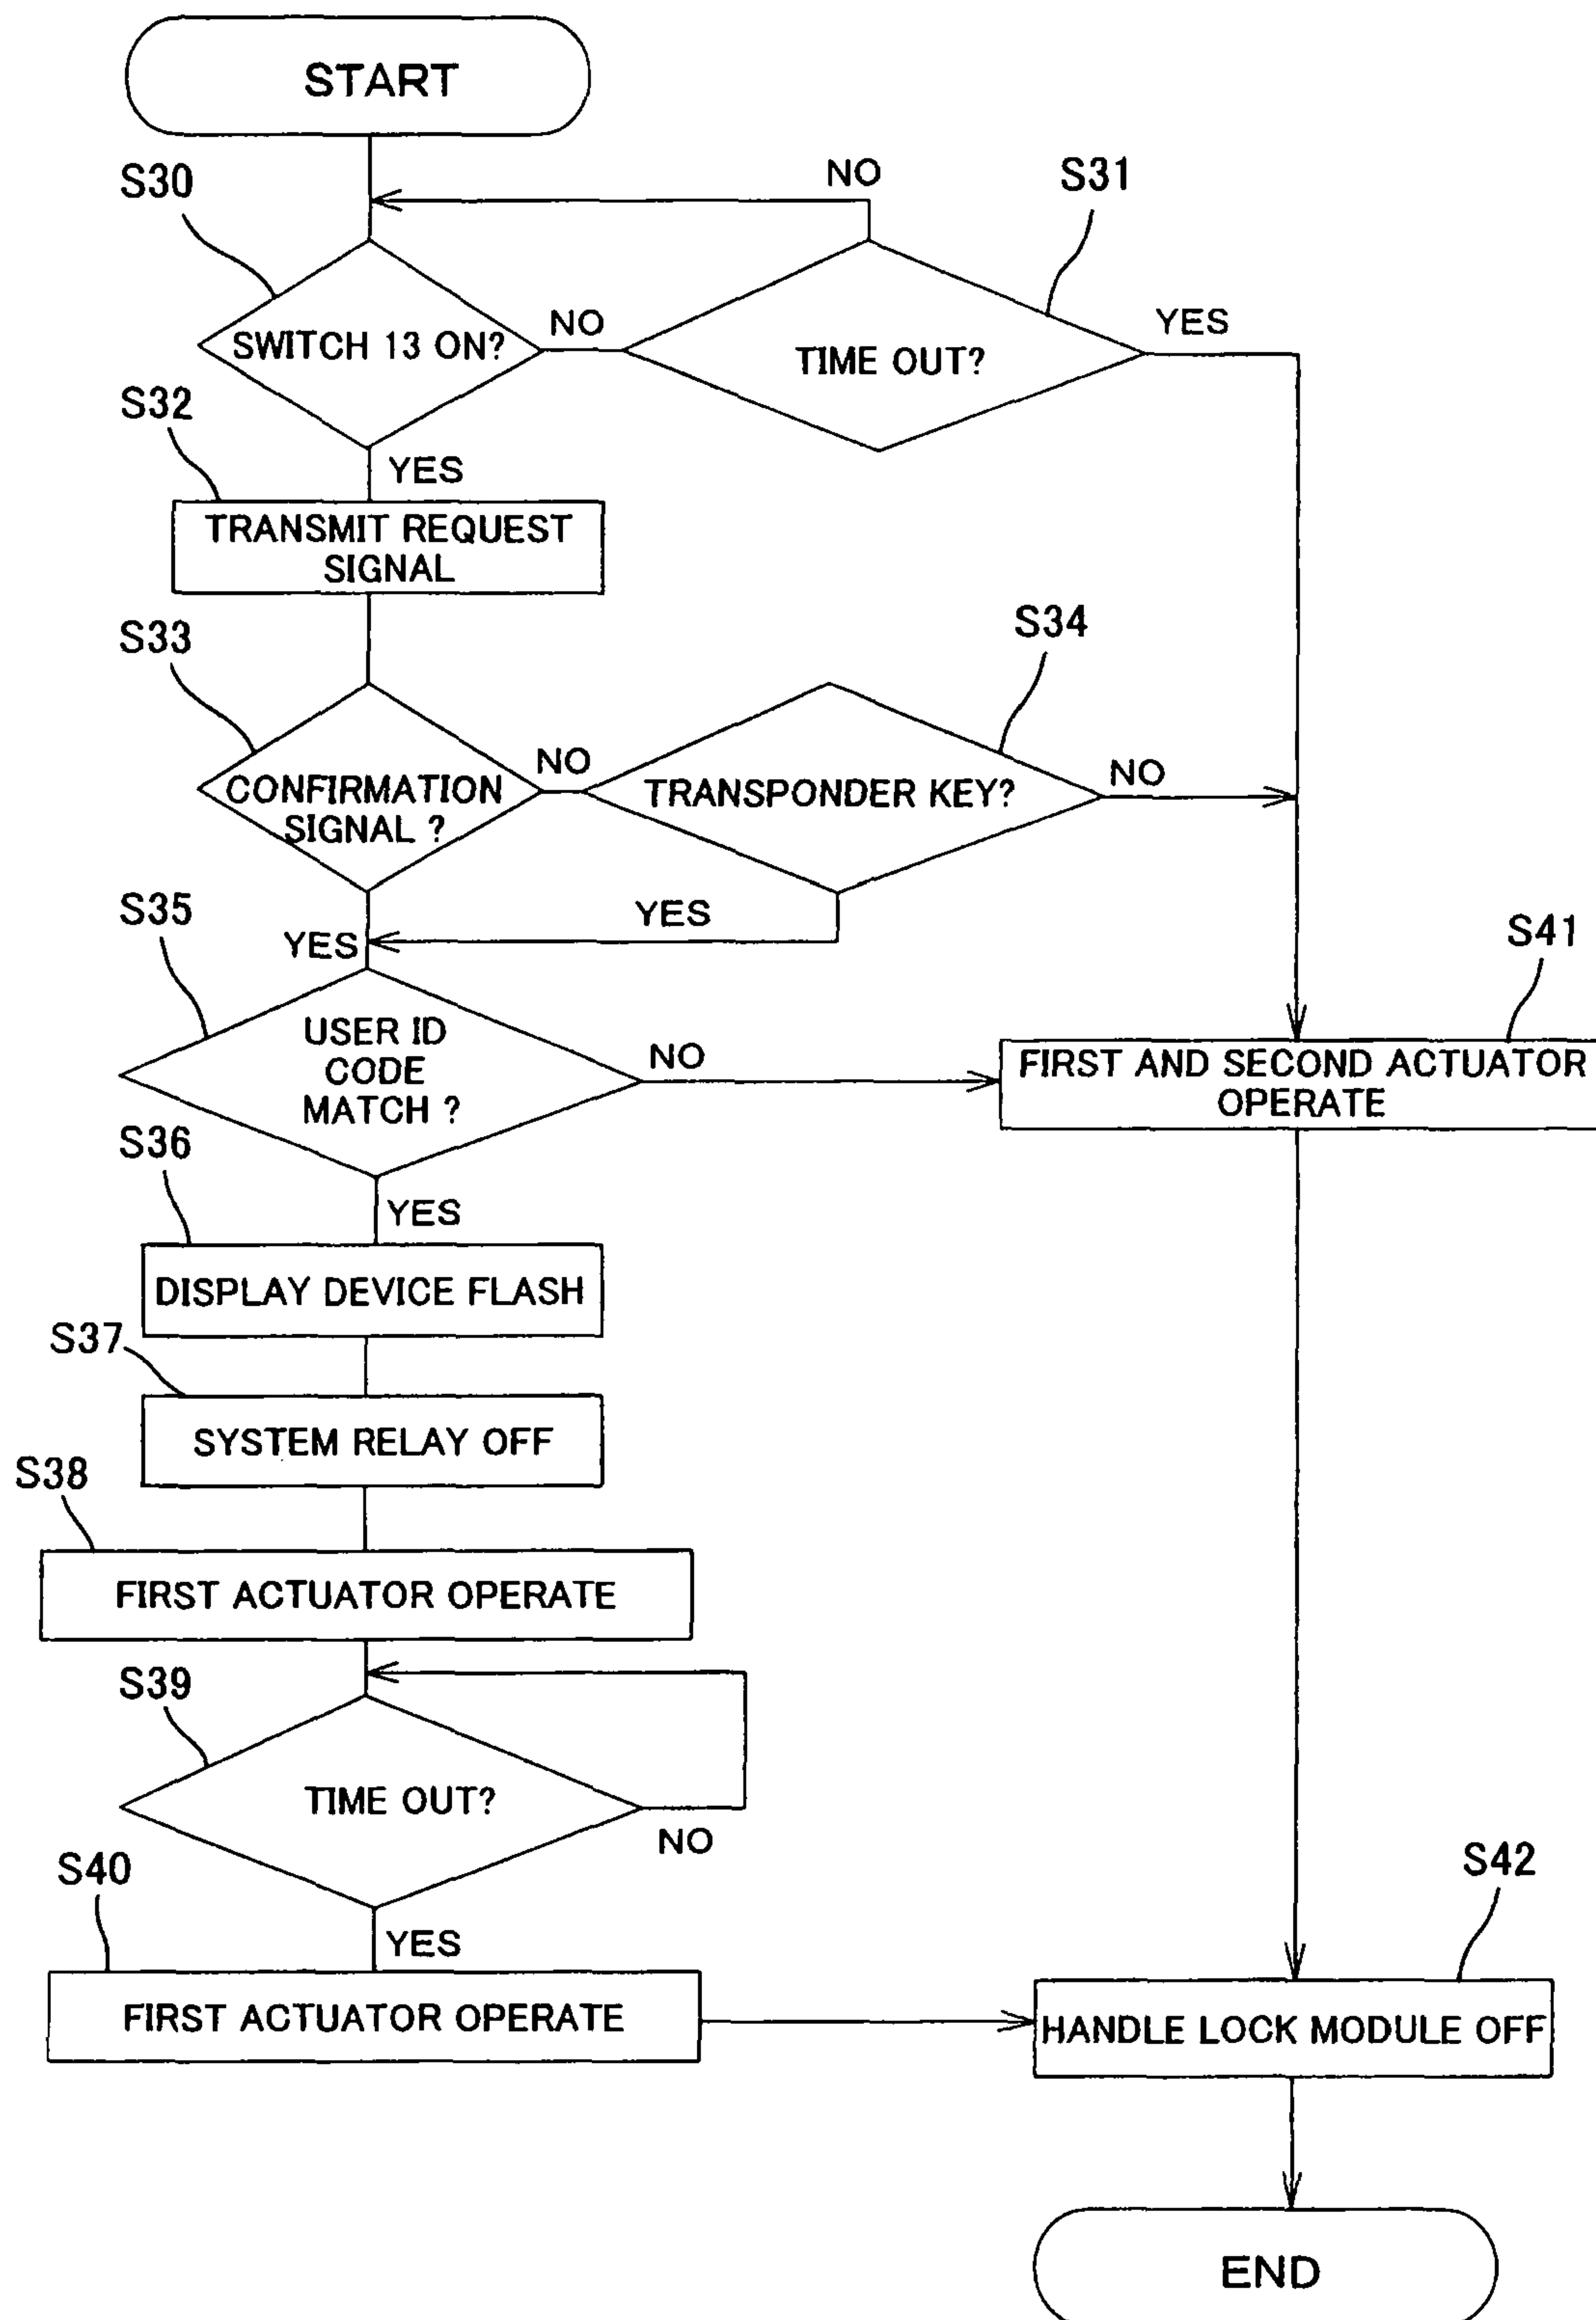 START
S30
NO
S31
SWITCH 13 ON?
NO
TIME OUT?
YES
S32
YES
TRANSMIT REQUEST
SIGNAL
S33
S34
CONFIRMATION
SIGNAL ?
NO
TRANSPONDER KEY?
NO
S35
YES
YES
S41
USER ID
CODE
MATCH ?
NO
FIRST AND SECOND ACTUATOR
OPERATE
S36
YES
DISPLAY DEVICE FLASH
S37
SYSTEM RELAY OFF
S38
FIRST ACTUATOR OPERATE
S39
TIME OUT?
NO
S40
YES
S42
FIRST ACTUATOR OPERATE
HANDLE LOCK MODULE OFF
END